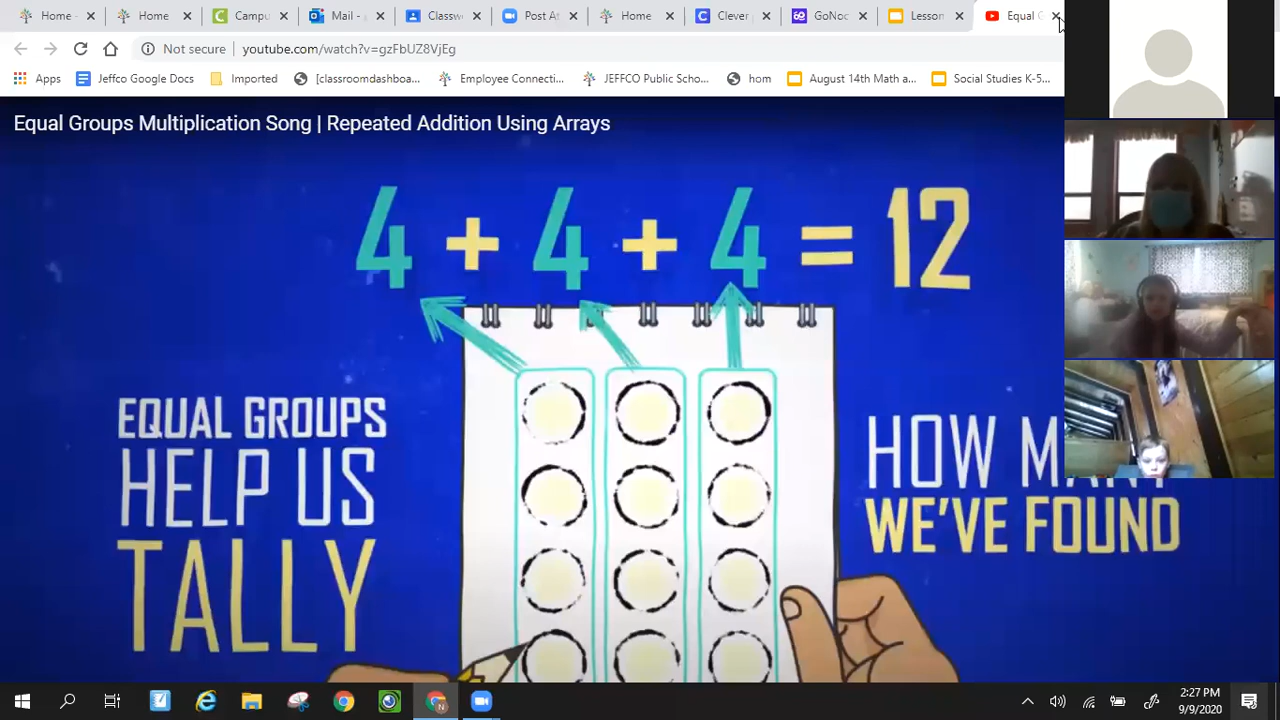 Home - Home Campu Mail - Classw Post At Home Clever GoNoo Lesson Equal G
Not secure youtube.com/watch?v=gzFbUZ8VjEg
Apps Jeffco Google Docs Imported [classroomdashboa... Employee Connecti... JEFFCO Public Scho... hom August 14th Math a... Social Studies K-5...
Equal Groups Multiplication Song | Repeated Addition Using Arrays
4 + 4 + 4 = 12
EQUAL GROUPS
HELP US
TALLY
HOW MANY
WE'VE FOUND
2:27 PM
9/9/2020